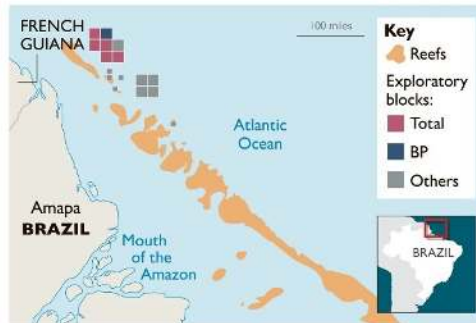 FRENCH
GUIANA
100 miles
Key
Reefs
Exploratory
blocks:
Total
BP
Others
Atlantic
Ocean
Amapa
BRAZIL
Mouth
of the
Amazon
BRAZIL